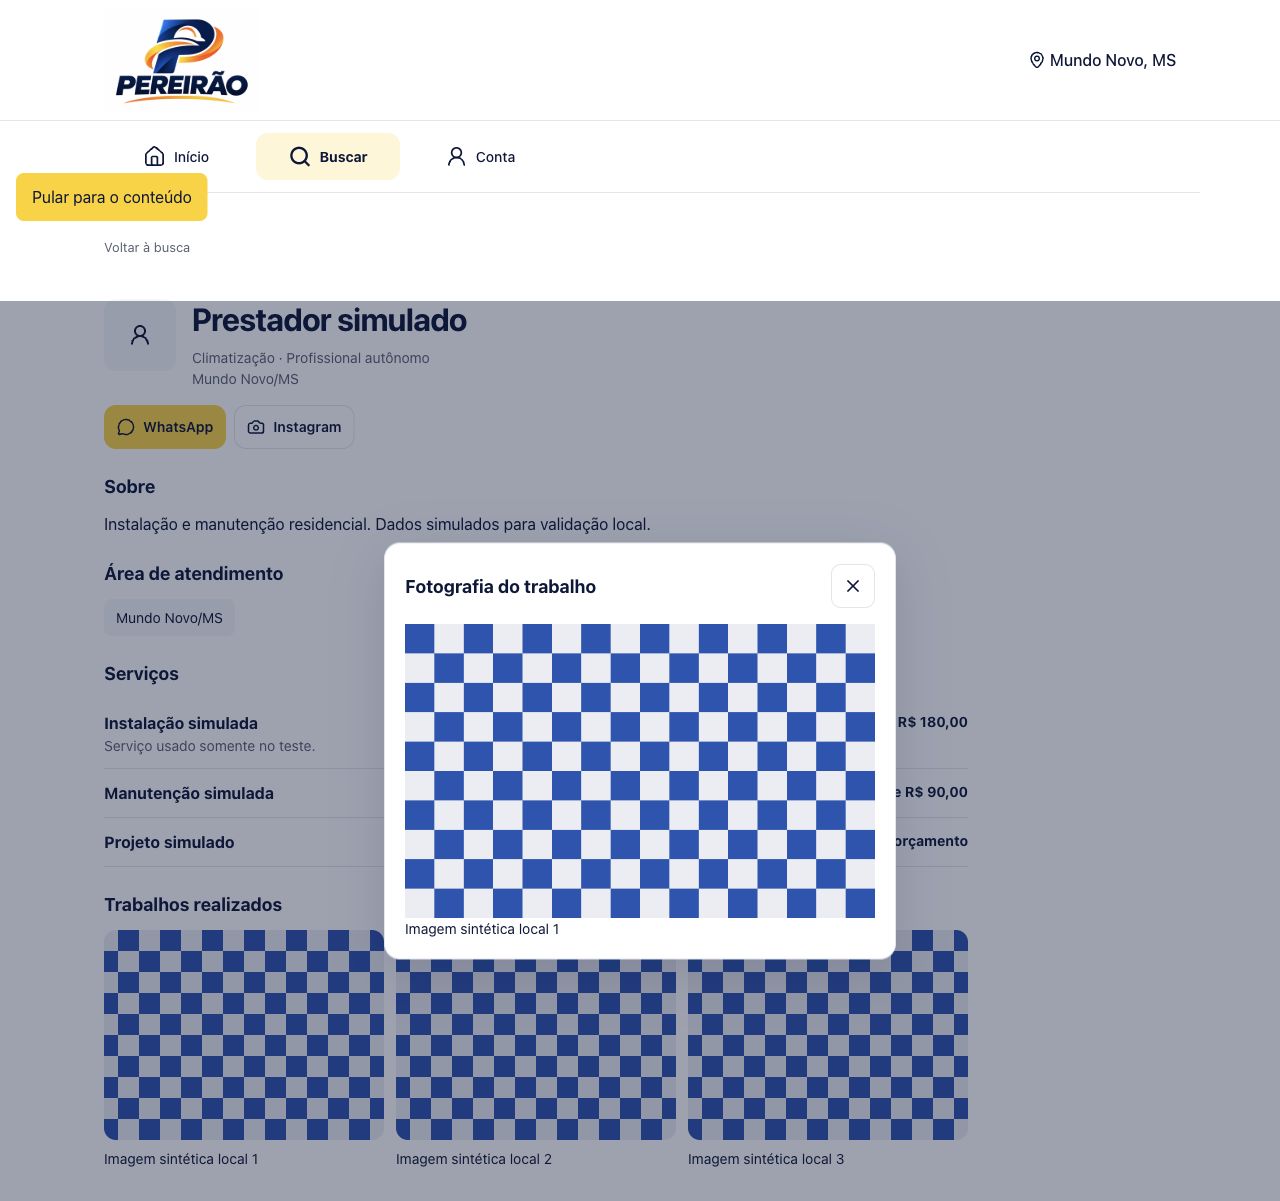 PEREIRÃO
Mundo Novo, MS
Início
Buscar
Conta
Pular para o conteúdo
Voltar à busca
Prestador simulado
Climatização · Profissional autônomo
Mundo Novo/MS
WhatsApp
Instagram
Sobre
Instalação e manutenção residencial. Dados simulados para validação local.
Área de atendimento
Mundo Novo/MS
Serviços
Instalação simulada
R$ 180,00
Serviço usado somente no teste.
Manutenção simulada
R$ 90,00
Projeto simulado
orçamento
Fotografia do trabalho
Imagem sintética local 1
Trabalhos realizados
Imagem sintética local 1
Imagem sintética local 2
Imagem sintética local 3